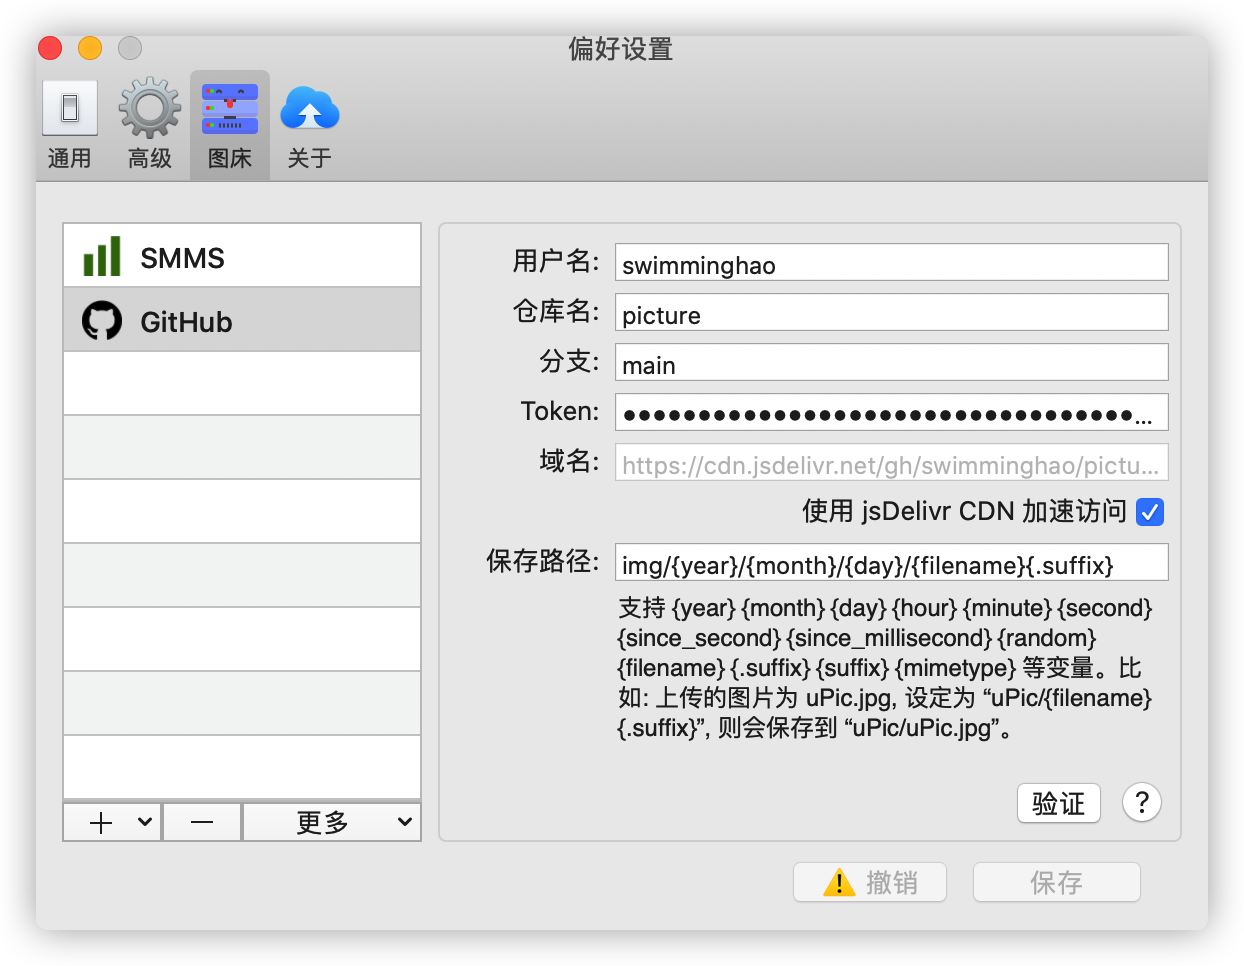 偏好设置
通用
高级
图床
关于
SMMS
GitHub
用户名:
swimminghao
仓库名:
picture
分支:
main
Token:
●●●●●●●●●●●●●●●●●●●●●●●●●●●●●●●●●●...
域名:
https://cdn.jsdelivr.net/gh/swimminghao/pictu...
使用 jsDelivr CDN 加速访问
保存路径:
img/{year}/{month}/{day}/{filename}{.suffix}
支持 {year} {month} {day} {hour} {minute} {second}
{since_second} {since_millisecond} {random}
{filename} {.suffix} {suffix} {mimetype} 等变量。比
如: 上传的图片为 uPic.jpg, 设定为 “uPic/{filename}
{.suffix}”, 则会保存到 “uPic/uPic.jpg”。
更多
验证
?
撤销
保存